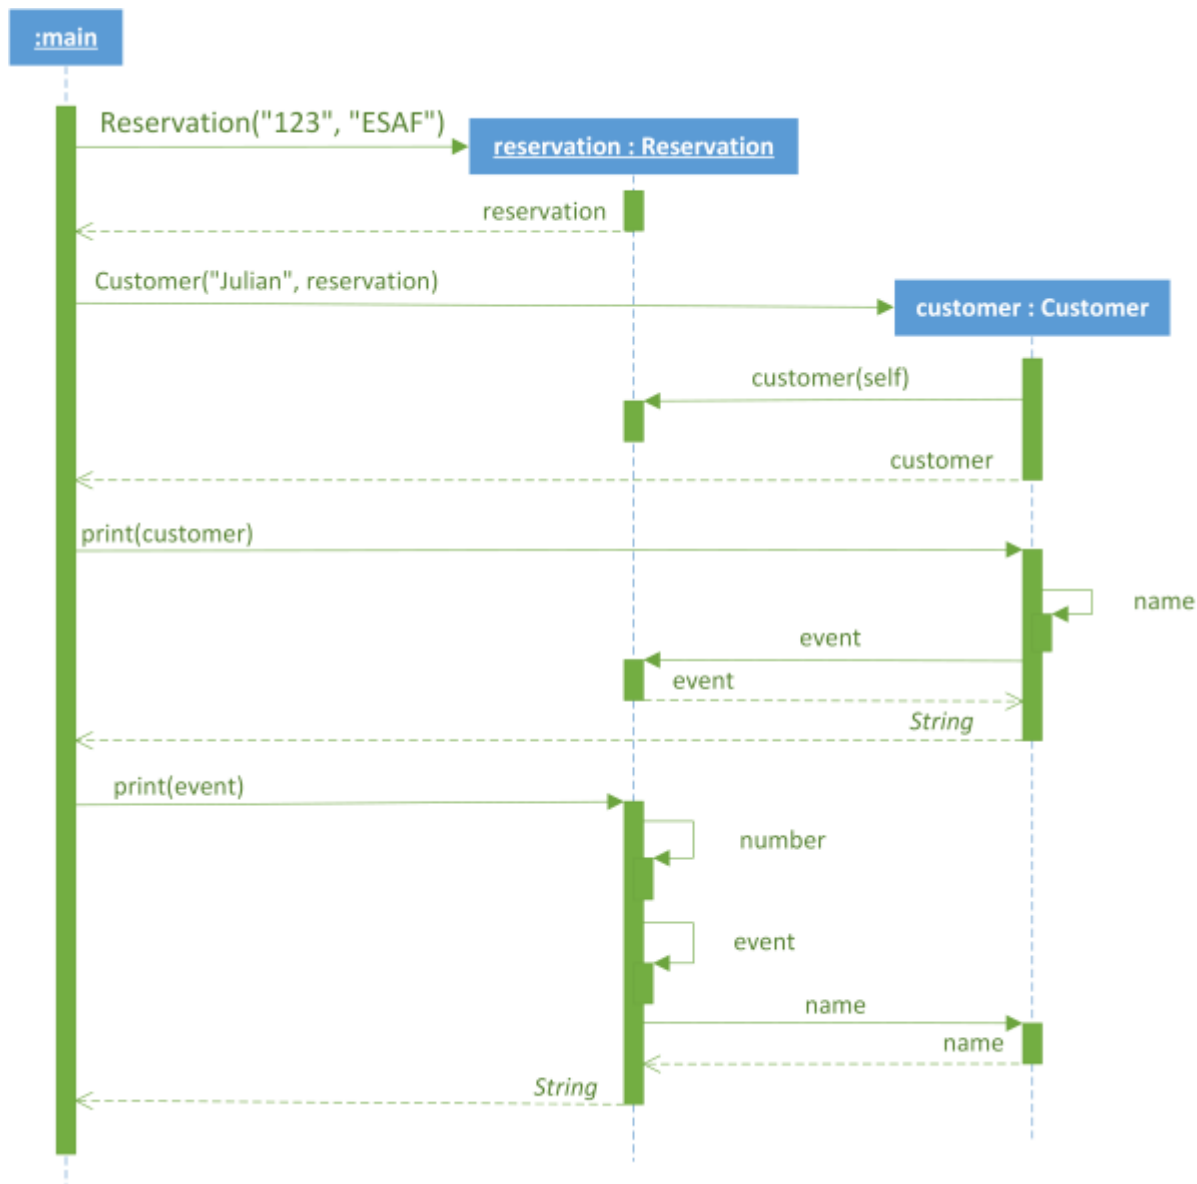 :main
Reservation("123", "ESAF")
reservation : Reservation
reservation
Customer("Julian", reservation)
customer : Customer
customer(self)
customer
print(customer)
name
event
event
String
print(event)
number
event
name
name
String